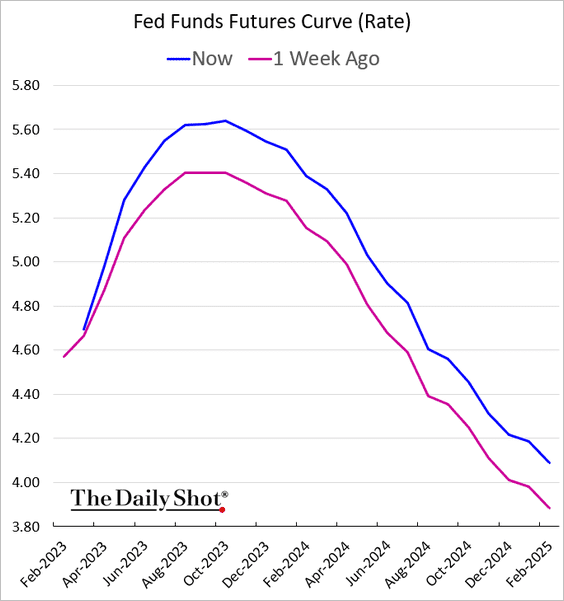 Fed Funds Futures Curve (Rate)
Now 1 Week Ago
5.80
5.60
5.40
5.20
5.00
4.80
4.60
4.40
4.20
4.00
3.80
The Daily Shot®
Feb-2023 Apr-2023 Jun-2023 Aug-2023 Oct-2023 Dec-2023 Feb-2024 Apr-2024 Jun-2024 Aug-2024 Oct-2024 Dec-2024 Feb-2025